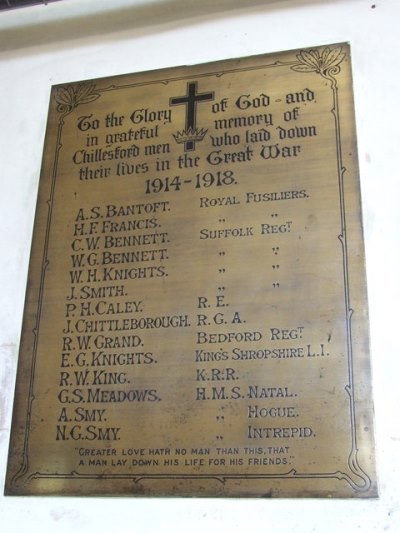 To the Glory of God - and
in grateful memory of
Chillesford men who laid down
their lives in the Great War
1914-1918.
A. S. BANTOFT. ROYAL FUSILIERS.
H. F. FRANCIS. " "
C. W. BENNETT. SUFFOLK REGT.
W. G. BENNETT. " "
W. H. KNIGHTS. " "
J. SMITH. " "
P. H. CALEY. R. E.
J. CHITTLEBOROUGH. R. G. A.
R. W. GRAND. BEDFORD REGT.
E. G. KNIGHTS. KING'S SHROPSHIRE L. I.
R. W. KING. K. R. R.
G. S. MEADOWS. H. M. S. NATAL.
A. SMY. " HOGUE.
N. G. SMY. " INTREPID.
"GREATER LOVE HATH NO MAN THAN THIS, THAT
A MAN LAY DOWN HIS LIFE FOR HIS FRIENDS".